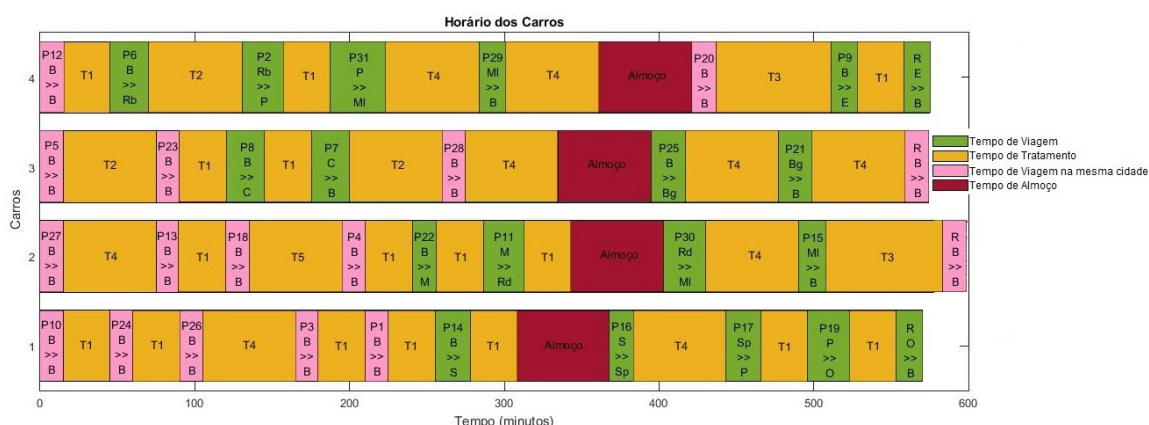 Horário dos Carros
4
P12
B
>>
B
T1
P6
B
>>
Rb
T2
P2
Rb
>>
P
T1
P31
P
>>
MI
T4
P29
MI
>>
B
T4
Almoço
P20
B
>>
B
T3
P9
B
>>
E
T1
R
E
>>
B
3
P5
B
>>
B
T2
P23
B
>>
B
T1
P8
B
>>
C
T1
P7
C
>>
B
T2
P28
B
>>
B
T4
Almoço
P25
B
>>
Bg
T4
P21
Bg
>>
B
T4
R
B
>>
B
2
P27
B
>>
B
T4
P13
B
>>
B
T1
P18
B
>>
B
T5
P4
B
>>
B
T1
P22
B
>>
M
T1
P11
M
>>
Rd
T1
Almoço
P30
Rd
>>
MI
T4
P15
MI
>>
B
T3
R
B
>>
B
1
P10
B
>>
B
T1
P24
B
>>
B
T1
P26
B
>>
B
T4
P3
B
>>
B
T1
P1
B
>>
B
T1
P14
B
>>
S
T1
Almoço
P16
S
>>
Sp
T4
P17
Sp
>>
P
T1
P19
P
>>
O
T1
R
O
>>
B
Carros
0 100 200 300 400 500 600
Tempo (minutos)
Tempo de Viagem
Tempo de Tratamento
Tempo de Viagem na mesma cidade
Tempo de Almoço